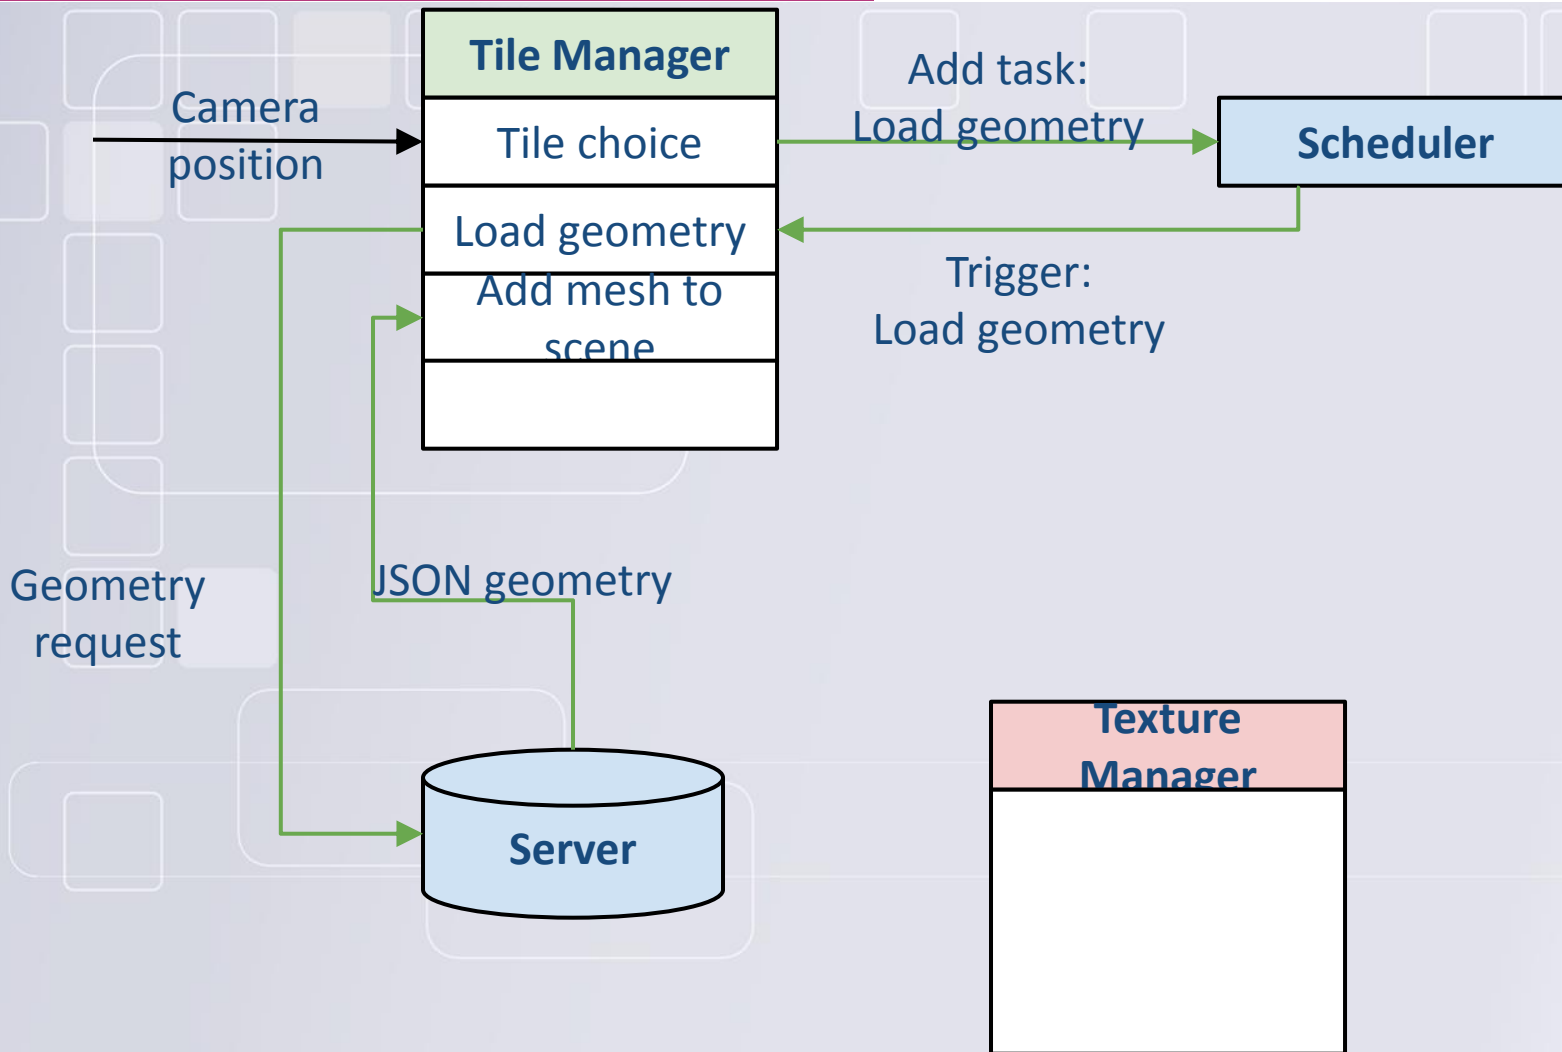 Tile Manager
Camera
position
Tile choice
Add task:
Load geometry
Scheduler
Load geometry
Trigger:
Load geometry
Add mesh to
scene
Geometry
request
JSON geometry
Server
Texture
Manager